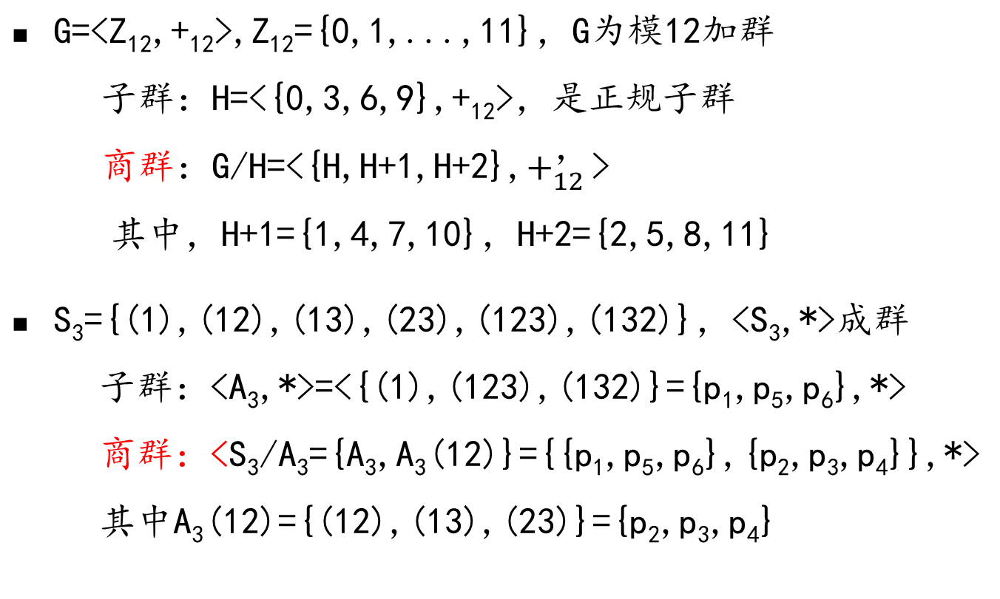 ▪ G=<Z₁₂,+₁₂>,Z₁₂={0,1,...,11}, G为模12加群
子群: H=<{0,3,6,9},+₁₂>, 是正规子群
商群: G/H=<{H,H+1,H+2},+’₁₂>
其中, H+1={1,4,7,10}, H+2={2,5,8,11}
▪ S₃={(1),(12),(13),(23),(123),(132)}, <S₃,*>成群
子群: <A₃,*>=<{(1),(123),(132)}={p₁,p₅,p₆},*>
商群: <S₃/A₃={A₃,A₃(12)}={{p₁,p₅,p₆},{p₂,p₃,p₄}},*>
其中A₃(12)={(12),(13),(23)}={p₂,p₃,p₄}